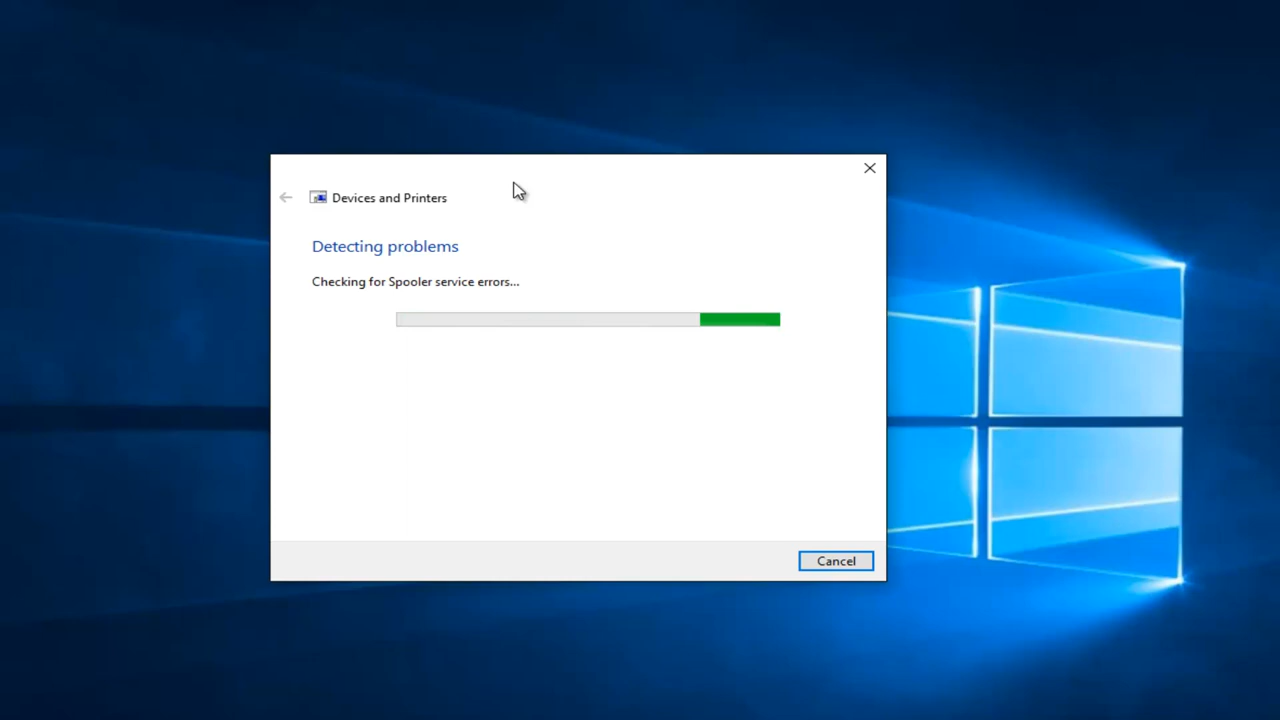 Devices and Printers
Detecting problems
Checking for Spooler service errors...
Cancel